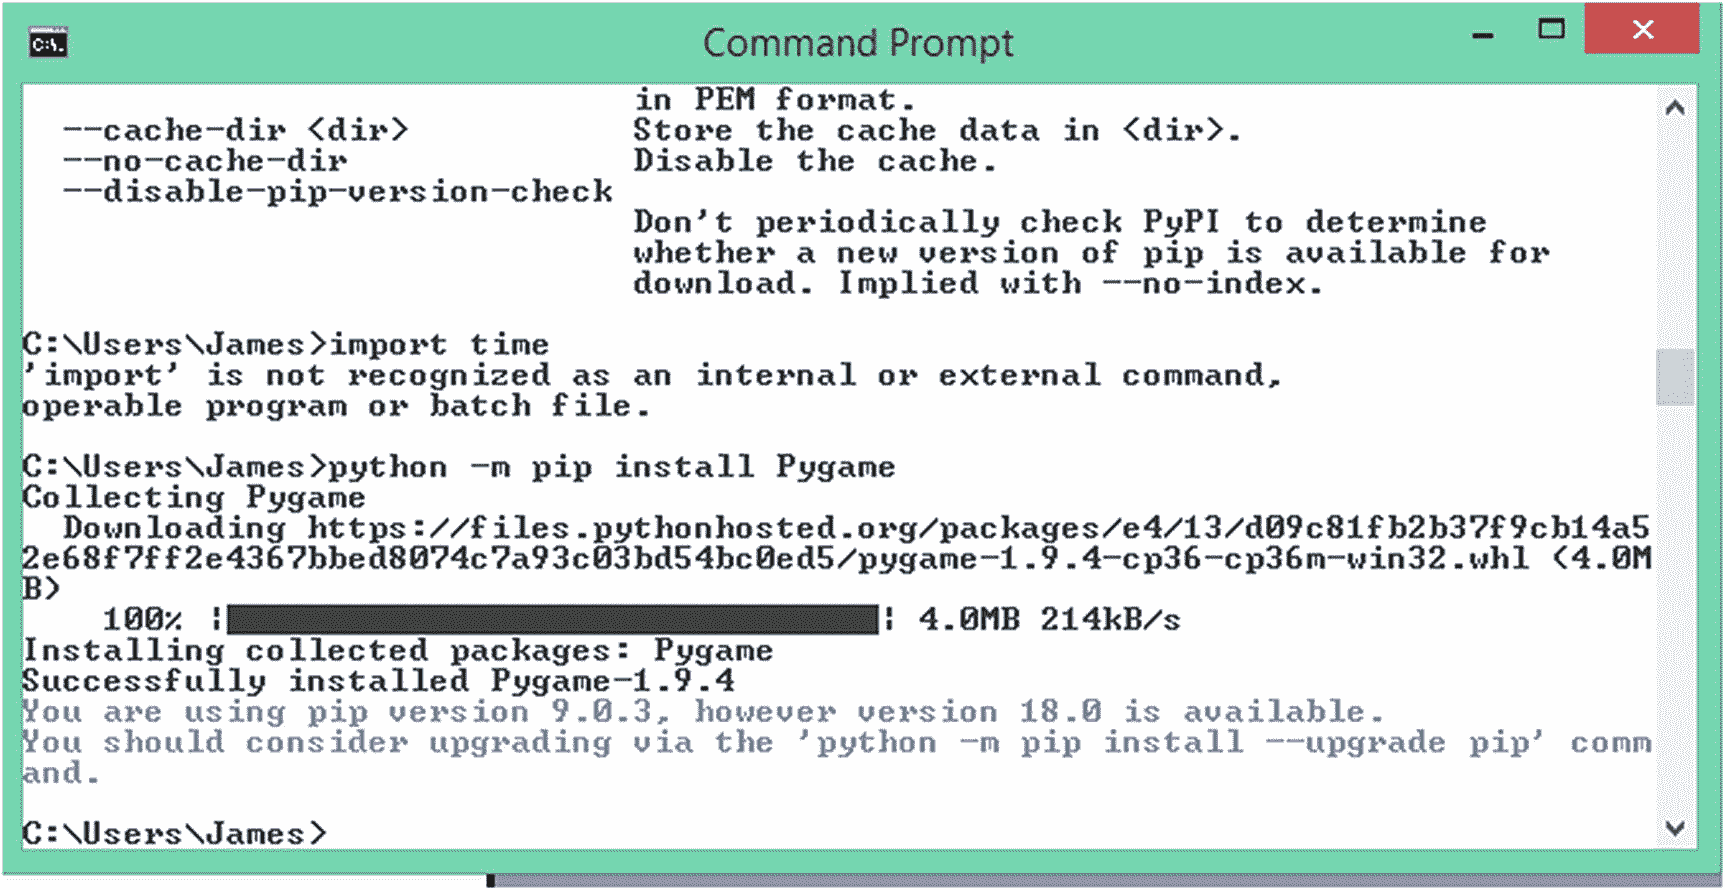 C:\.
Command Prompt
in PEM format.
--cache-dir <dir> Store the cache data in <dir>.
--no-cache-dir Disable the cache.
--disable-pip-version-check
Don't periodically check PyPI to determine
whether a new version of pip is available for
download. Implied with --no-index.
C:\Users\James>import time
'import' is not recognized as an internal or external command,
operable program or batch file.
C:\Users\James>python -m pip install Pygame
Collecting Pygame
Downloading https://files.pythonhosted.org/packages/e4/13/d09c81fb2b37f9cb14a5
2e68f7ff2e4367bbed8074c7a93c03bd54bc0ed5/pygame-1.9.4-cp36-cp36m-win32.whl (4.0M
B)
100% |████████████████████████████████| 4.0MB 214kB/s
Installing collected packages: Pygame
Successfully installed Pygame-1.9.4
You are using pip version 9.0.3, however version 18.0 is available.
You should consider upgrading via the 'python -m pip install --upgrade pip' comm
and.
C:\Users\James>